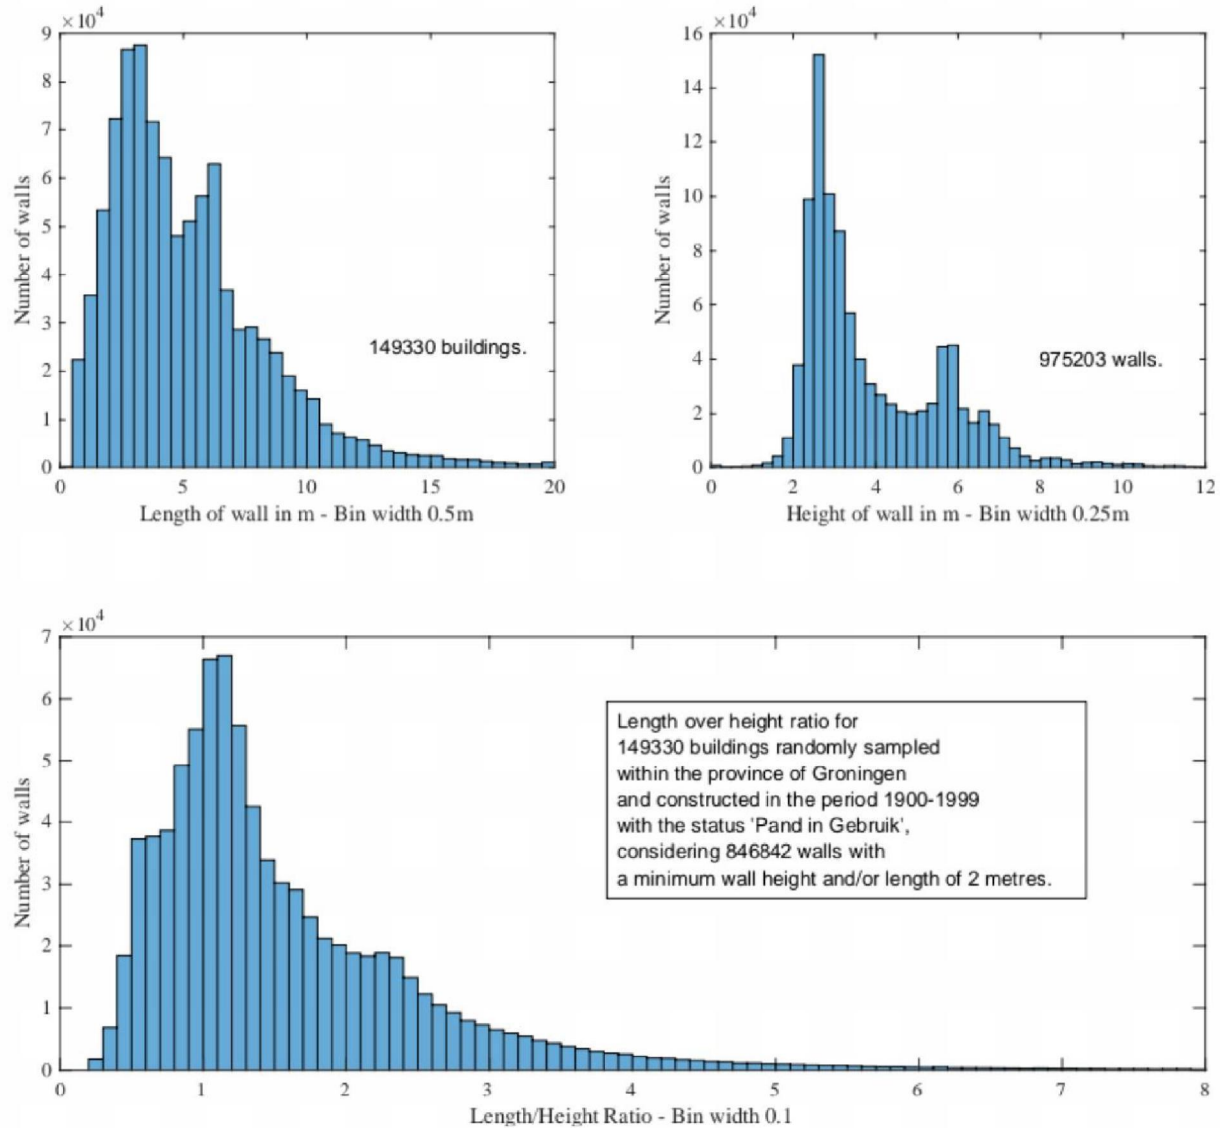 ×10⁴
9
8
7
6
5
4
3
2
1
0
Number of walls
149330 buildings.
0 5 10 15 20
Length of wall in m - Bin width 0.5m
×10⁴
16
14
12
10
8
6
4
2
0
Number of walls
975203 walls.
0 2 4 6 8 10 12
Height of wall in m - Bin width 0.25m
×10⁴
7
6
5
4
3
2
1
0
Number of walls
Length over height ratio for
149330 buildings randomly sampled
within the province of Groningen
and constructed in the period 1900-1999
with the status 'Pand in Gebruik',
considering 846842 walls with
a minimum wall height and/or length of 2 metres.
0 1 2 3 4 5 6 7 8
Length/Height Ratio - Bin width 0.1